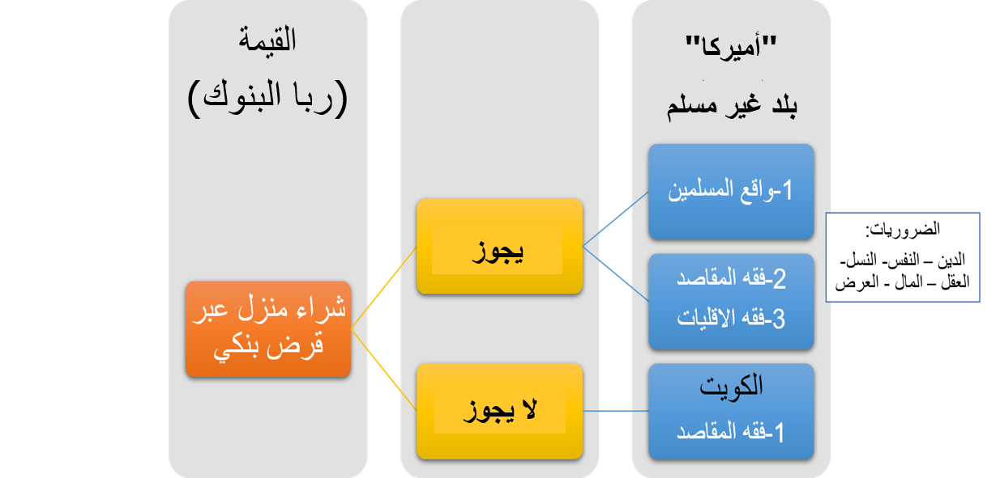 "أميركا"
بلد غير مسلم
1-واقع المسلمين
2-فقه المقاصد
3-فقه الاقليات
الكويت
1-فقه المقاصد
الضروريات:
الدين – النفس- النسل-
العقل – المال - العرض
يجوز
لا يجوز
القيمة
(ربا البنوك)
شراء منزل عبر
قرض بنكي